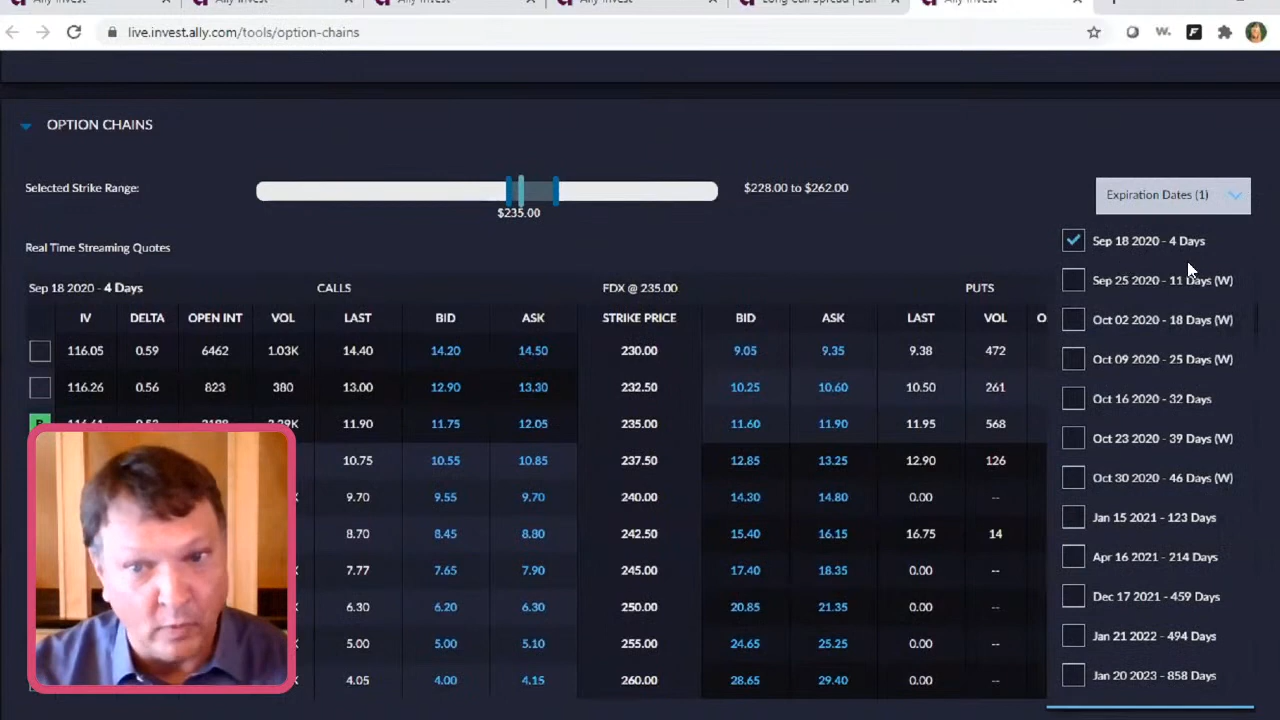 Ally Invest Ally Invest Ally Invest Ally Invest Long Call Spread | Ally Invest
live.invest.ally.com/tools/option-chains
OPTION CHAINS
Selected Strike Range: $228.00 to $262.00 Expiration Dates (1)
$235.00
Real Time Streaming Quotes
Sep 18 2020 - 4 Days CALLS FDX @ 235.00 PUTS
IV DELTA OPEN INT VOL LAST BID ASK STRIKE PRICE BID ASK LAST VOL O
116.05 0.59 6462 1.03K 14.40 14.20 14.50 230.00 9.05 9.35 9.38 472
116.26 0.56 823 380 13.00 12.90 13.30 232.50 10.25 10.60 10.50 261
11.90 11.75 12.05 235.00 11.60 11.90 11.95 568
10.75 10.55 10.85 237.50 12.85 13.25 12.90 126
9.70 9.55 9.70 240.00 14.30 14.80 0.00 --
8.70 8.45 8.80 242.50 15.40 16.15 16.75 14
7.77 7.65 7.90 245.00 17.40 18.35 0.00 --
6.30 6.20 6.30 250.00 20.85 21.35 0.00 --
5.00 5.00 5.10 255.00 24.65 25.25 0.00 --
4.05 4.00 4.15 260.00 28.65 29.40 0.00 --
Sep 18 2020 - 4 Days
Sep 25 2020 - 11 Days (W)
Oct 02 2020 - 18 Days (W)
Oct 09 2020 - 25 Days (W)
Oct 16 2020 - 32 Days
Oct 23 2020 - 39 Days (W)
Oct 30 2020 - 46 Days (W)
Jan 15 2021 - 123 Days
Apr 16 2021 - 214 Days
Dec 17 2021 - 459 Days
Jan 21 2022 - 494 Days
Jan 20 2023 - 858 Days